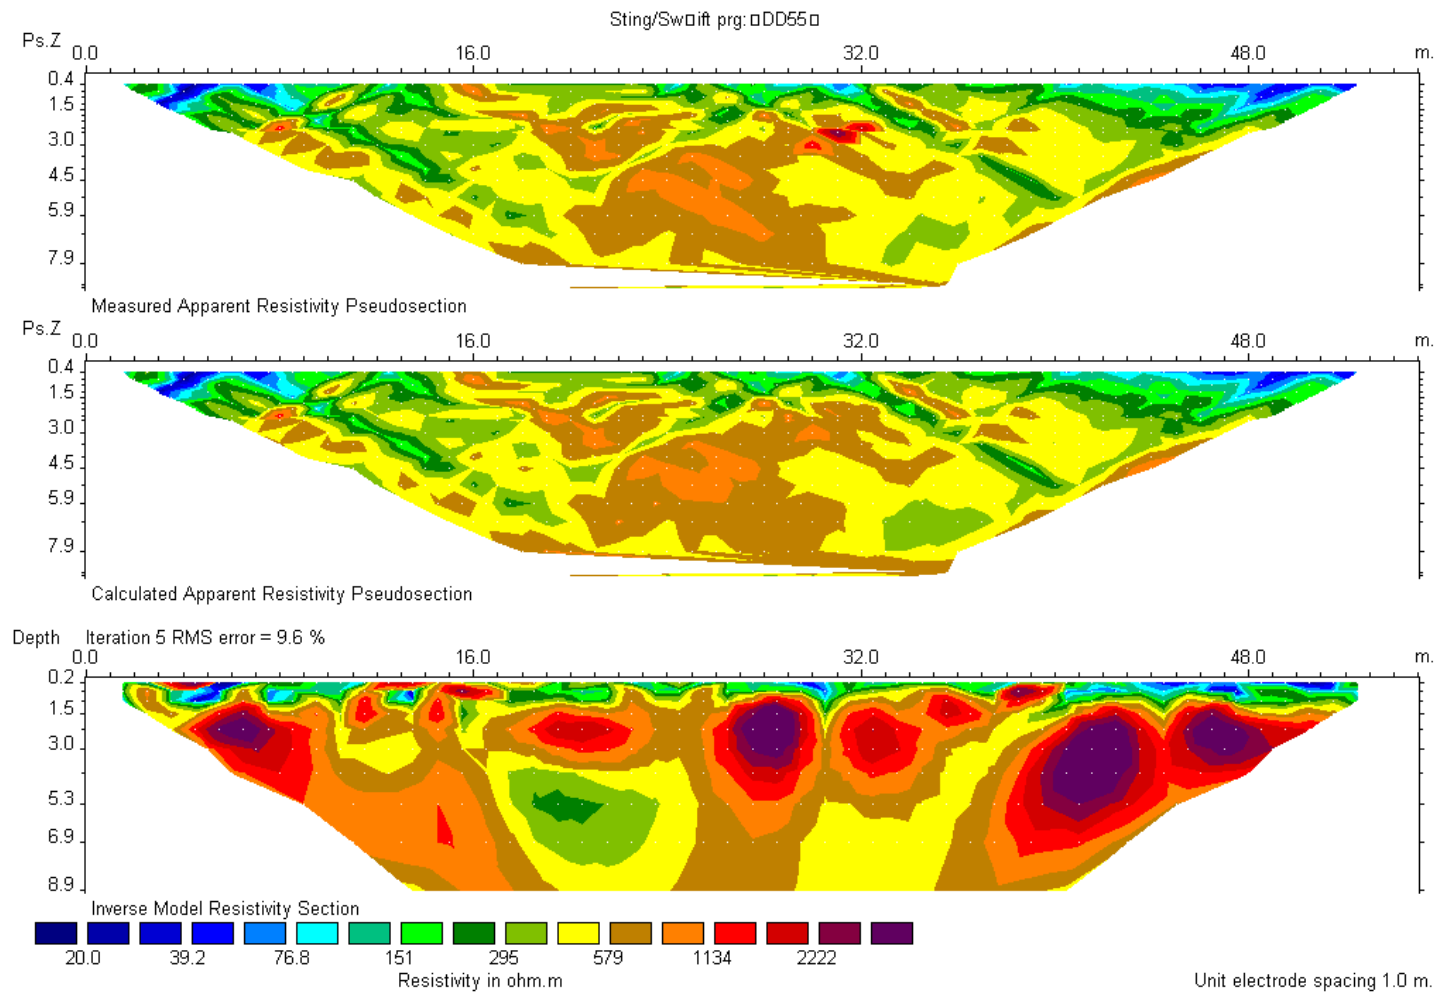 Sting/Sw□ift prg: □DD55□
Ps.Z 0.0 16.0 32.0 48.0 m.
0.4
1.5
3.0
4.5
5.9
7.9
Measured Apparent Resistivity Pseudosection
Ps.Z 0.0 16.0 32.0 48.0 m.
0.4
1.5
3.0
4.5
5.9
7.9
Calculated Apparent Resistivity Pseudosection
Depth Iteration 5 RMS error = 9.6 %
0.0 16.0 32.0 48.0 m.
0.2
1.5
3.0
5.3
6.9
8.9
Inverse Model Resistivity Section
20.0 39.2 76.8 151 295 579 1134 2222
Resistivity in ohm.m
Unit electrode spacing 1.0 m.